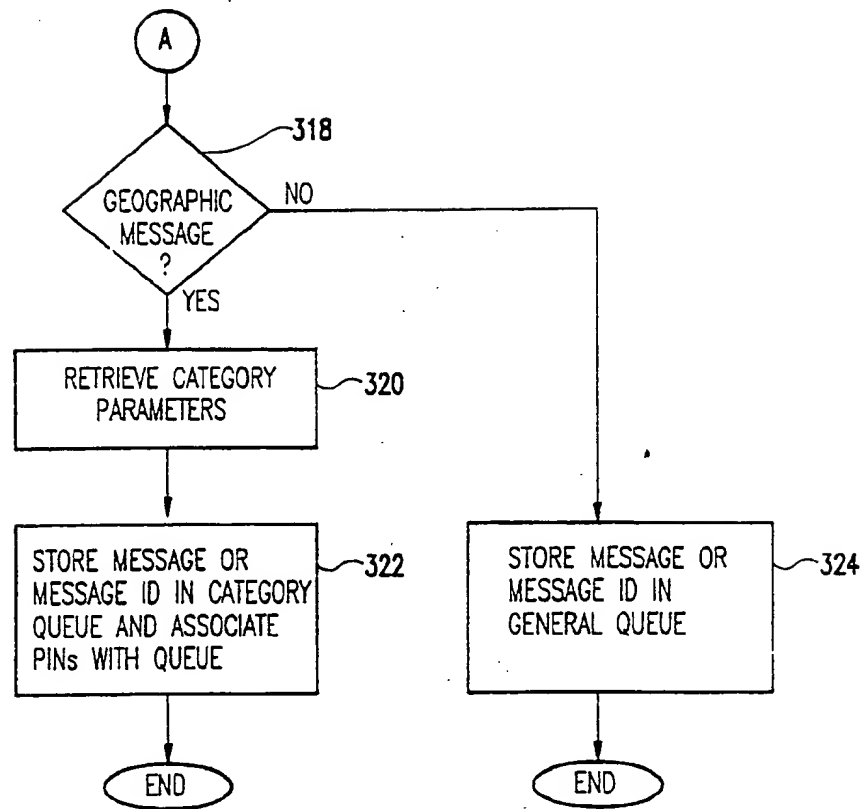 A
318
GEOGRAPHIC
MESSAGE
?
NO
YES
RETRIEVE CATEGORY
PARAMETERS
320
STORE MESSAGE OR
MESSAGE ID IN CATEGORY
QUEUE AND ASSOCIATE
PINs WITH QUEUE
322
STORE MESSAGE OR
MESSAGE ID IN
GENERAL QUEUE
324
END
END